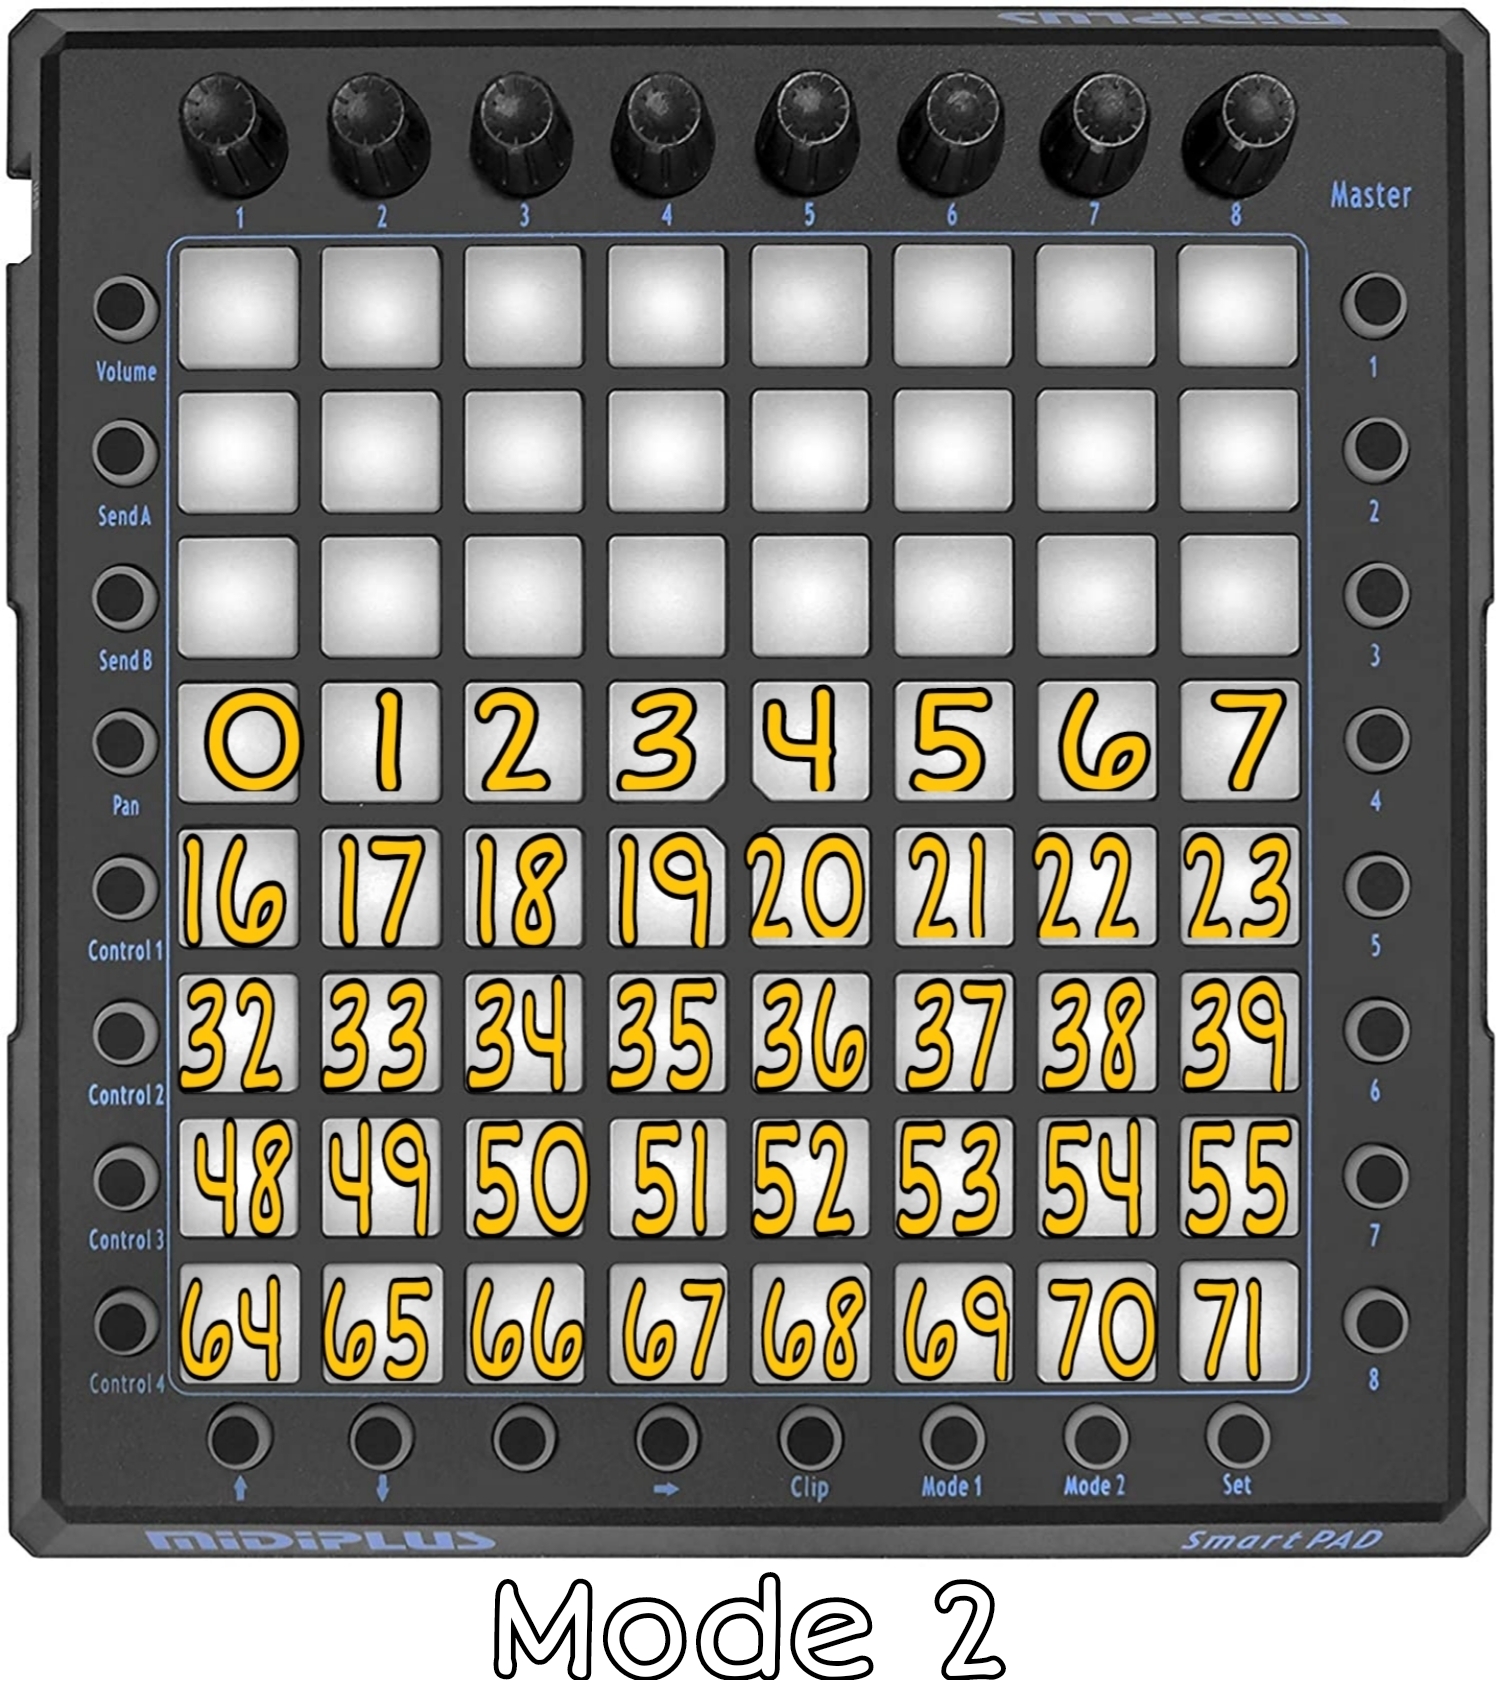 MIDIPLUS
1 2 3 4 5 6 7 8
Master
Volume
1
Send A
2
Send B
3
0 1 2 3 4 5 6 7
Pan
4
16 17 18 19 20 21 22 23
Control 1
5
32 33 34 35 36 37 38 39
Control 2
6
48 49 50 51 52 53 54 55
Control 3
7
64 65 66 67 68 69 70 71
Control 4
8
Clip Mode 1 Mode 2 Set
MIDIPLUS
SmartPAD
Mode 2